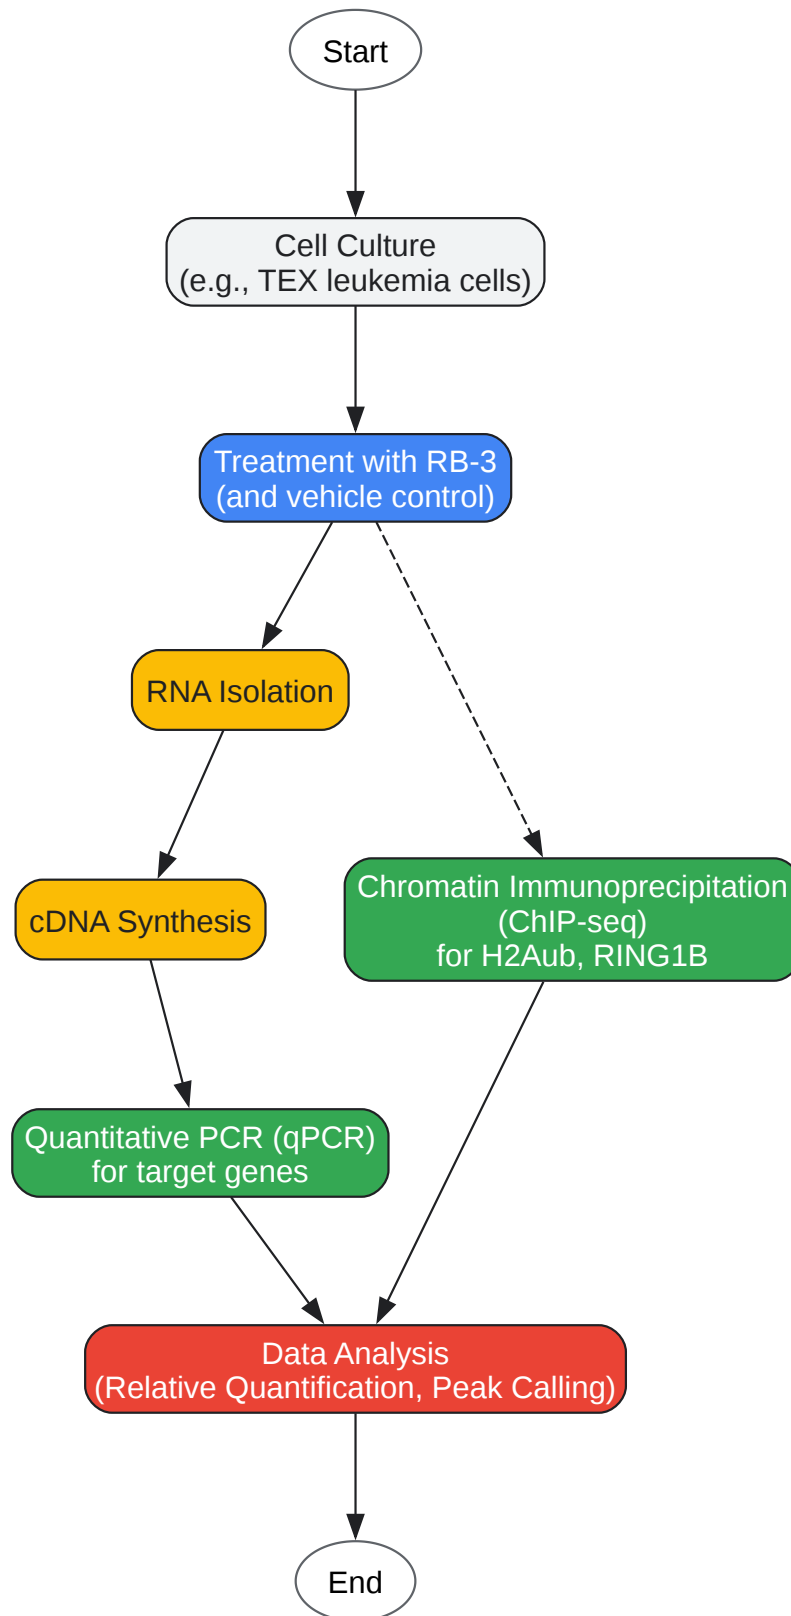 Start
Cell Culture
(e.g., TEX leukemia cells)
Treatment with RB-3
(and vehicle control)
RNA Isolation
cDNA Synthesis
Chromatin Immunoprecipitation
(ChIP-seq)
for H2Aub, RING1B
Quantitative PCR (qPCR)
for target genes
Data Analysis
(Relative Quantification, Peak Calling)
End